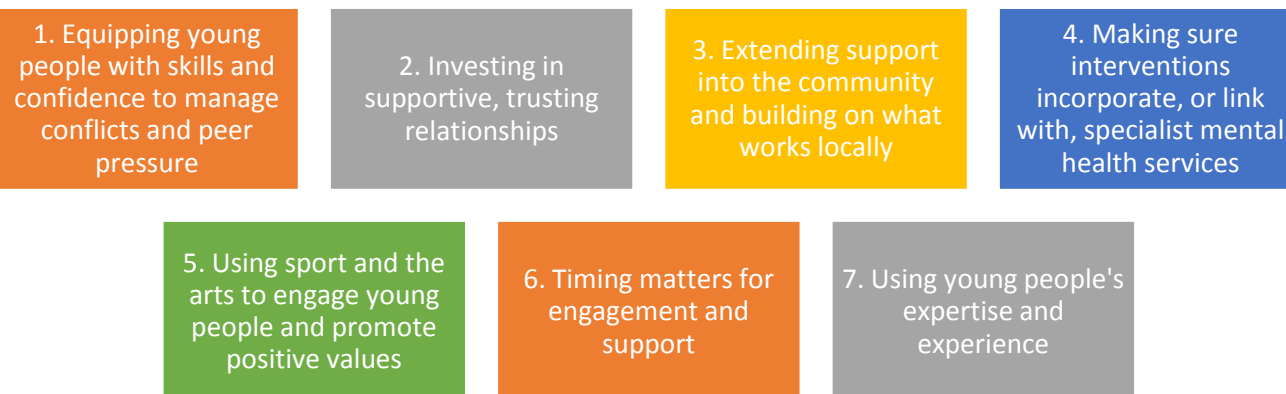 1. Equipping young
people with skills and
confidence to manage
conflicts and peer
pressure
2. Investing in
supportive, trusting
relationships
3. Extending support
into the community
and building on what
works locally
4. Making sure
interventions
incorporate, or link
with, specialist mental
health services
5. Using sport and the
arts to engage young
people and promote
positive values
6. Timing matters for
engagement and
support
7. Using young people's
expertise and
experience